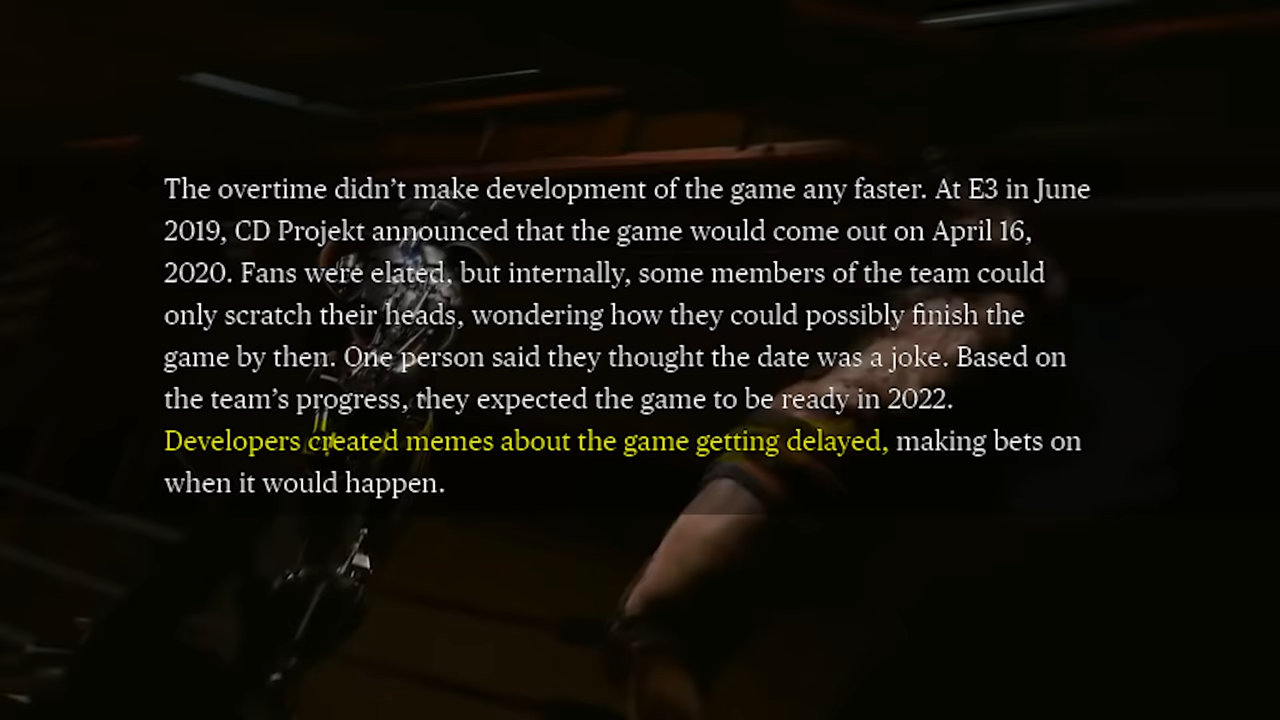 The overtime didn’t make development of the game any faster. At E3 in June
2019, CD Projekt announced that the game would come out on April 16,
2020. Fans were elated, but internally, some members of the team could
only scratch their heads, wondering how they could possibly finish the
game by then. One person said they thought the date was a joke. Based on
the team’s progress, they expected the game to be ready in 2022.
Developers created memes about the game getting delayed, making bets on
when it would happen.